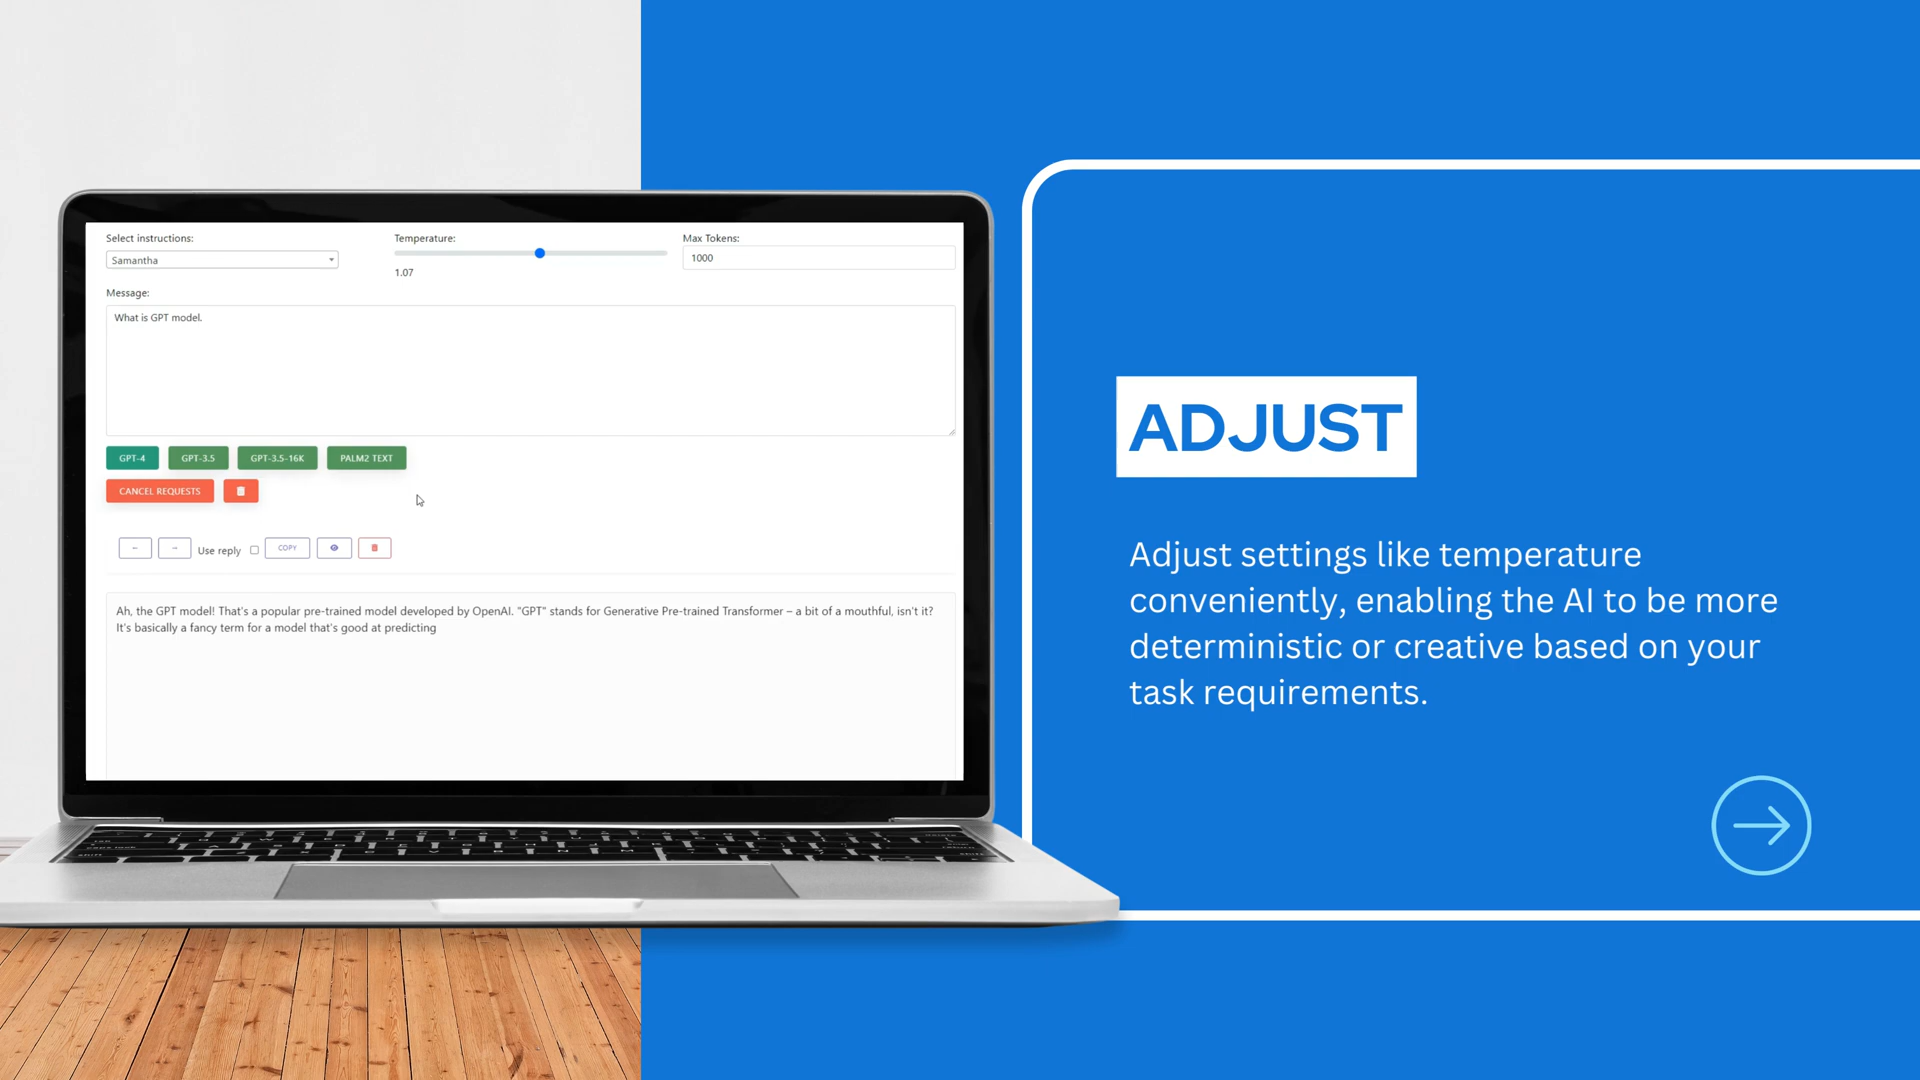 Select instructions:
Samantha
Temperature:
1.07
Max Tokens:
1000
Message:
What is GPT model.
GPT-4
GPT-3.5
GPT-3.5-16K
PALM2 TEXT
CANCEL REQUESTS
Use reply
COPY
Ah, the GPT model! That's a popular pre-trained model developed by OpenAI. "GPT" stands for Generative Pre-trained Transformer – a bit of a mouthful, isn't it?
It's basically a fancy term for a model that's good at predicting
ADJUST
Adjust settings like temperature
conveniently, enabling the AI to be more
deterministic or creative based on your
task requirements.